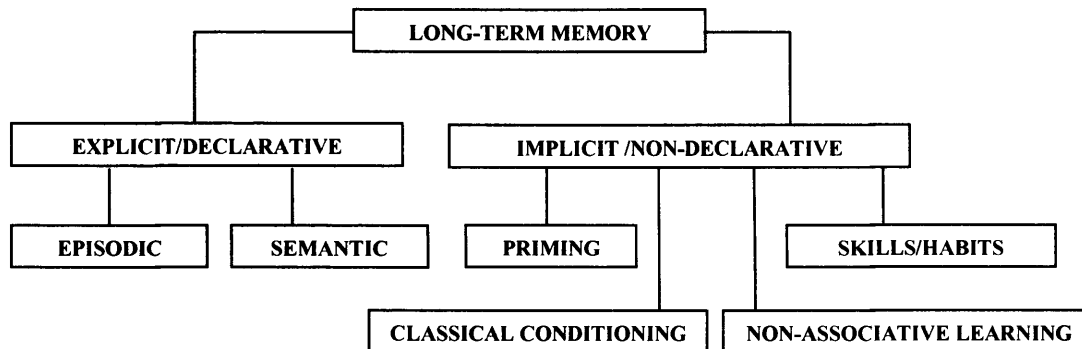 LONG-TERM MEMORY
EXPLICIT/DECLARATIVE
IMPLICIT /NON-DECLARATIVE
EPISODIC
SEMANTIC
PRIMING
SKILLS/HABITS
CLASSICAL CONDITIONING
NON-ASSOCIATIVE LEARNING